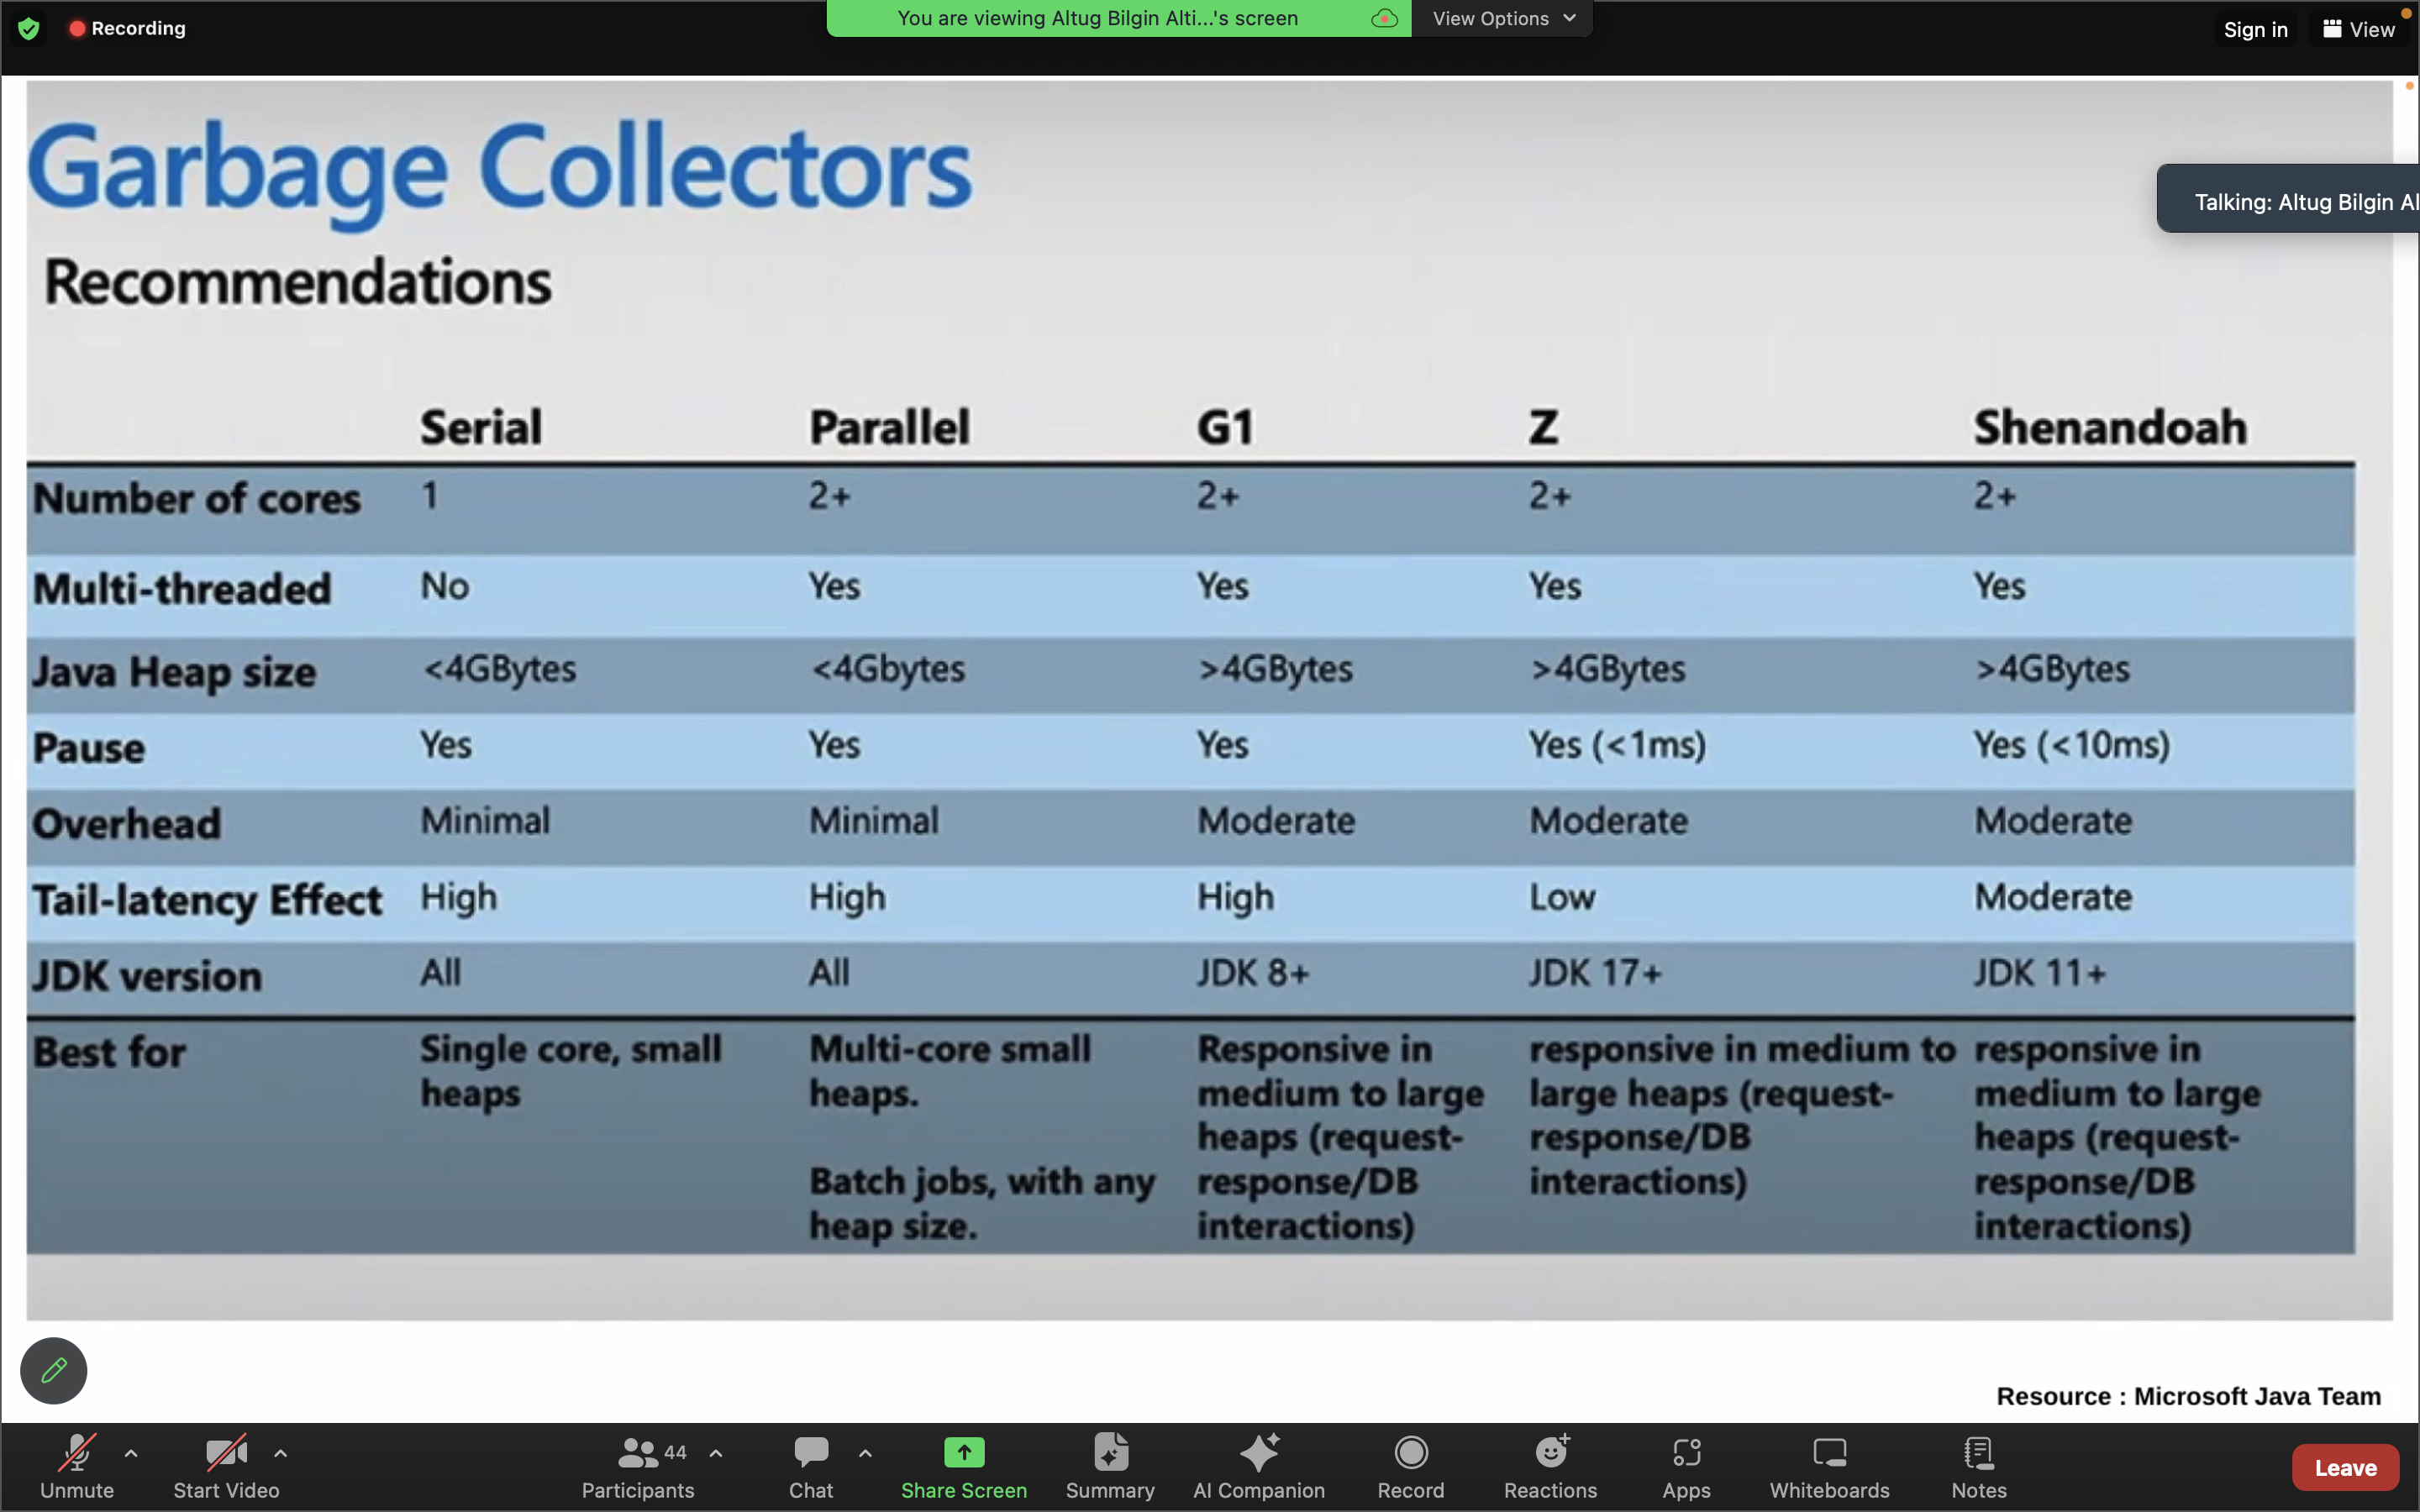 Recording
You are viewing Altug Bilgin Alti...'s screen
View Options
Sign in
View
Talking: Altug Bilgin Al
Garbage Collectors
Recommendations
Serial Parallel G1 Z Shenandoah
Number of cores 1 2+ 2+ 2+ 2+
Multi-threaded No Yes Yes Yes Yes
Java Heap size <4GBytes <4Gbytes >4GBytes >4GBytes >4GBytes
Pause Yes Yes Yes Yes (<1ms) Yes (<10ms)
Overhead Minimal Minimal Moderate Moderate Moderate
Tail-latency Effect High High High Low Moderate
JDK version All All JDK 8+ JDK 17+ JDK 11+
Best for
Single core, small
heaps
Multi-core small
heaps.
Batch jobs, with any
heap size.
Responsive in
medium to large
heaps (request-
response/DB
interactions)
responsive in medium to
large heaps (request-
response/DB
interactions)
responsive in
medium to large
heaps (request-
response/DB
interactions)
Resource : Microsoft Java Team
Unmute
Start Video
44
Participants
Chat
Share Screen
Summary
AI Companion
Record
Reactions
Apps
Whiteboards
Notes
Leave